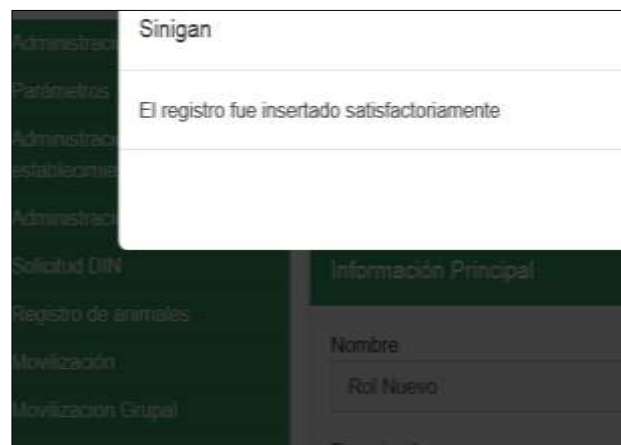 Sinigan
El registro fue insertado satisfactoriamente
Parámetros
Solicitud DIN
Registro de animales
Movilización
Movilizacion Grupal
Información Principal
Nombre
Rol Nuevo